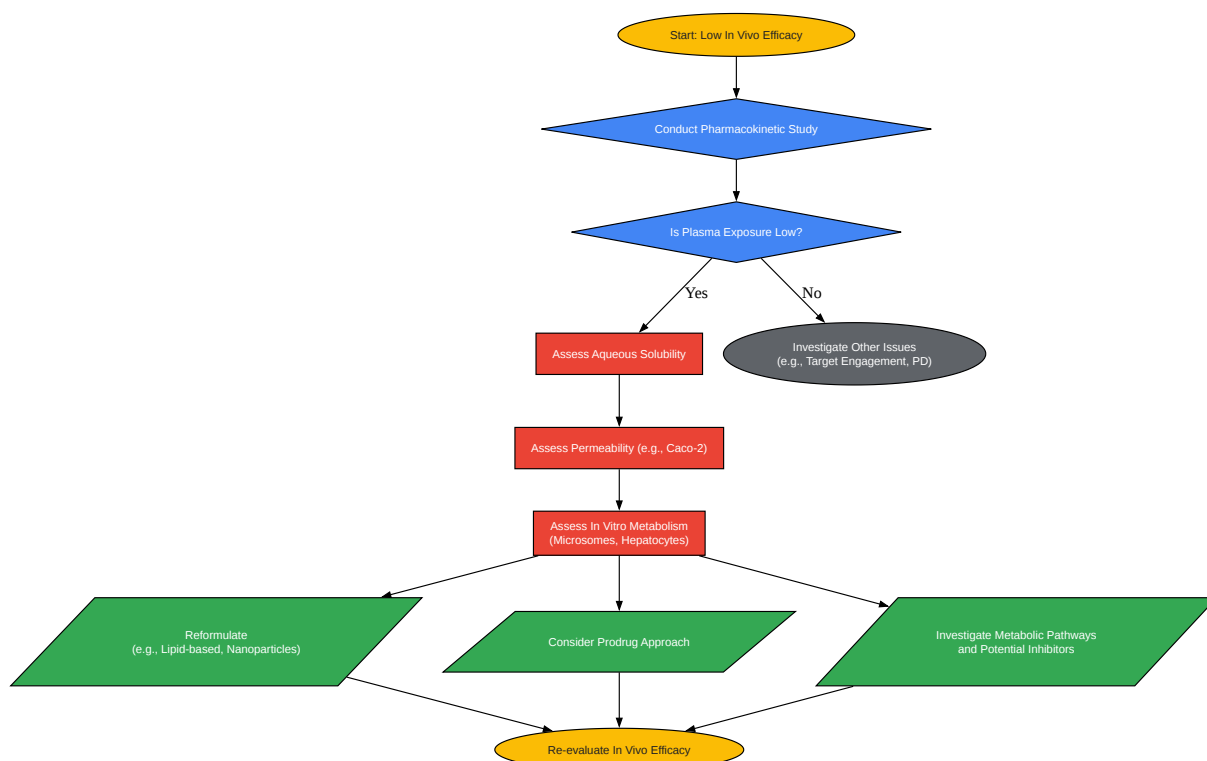 Start: Low In Vivo Efficacy
Conduct Pharmacokinetic Study
Is Plasma Exposure Low?
Yes
No
Assess Aqueous Solubility
Investigate Other Issues
(e.g., Target Engagement, PD)
Assess Permeability (e.g., Caco-2)
Assess In Vitro Metabolism
(Microsomes, Hepatocytes)
Reformulate
(e.g., Lipid-based, Nanoparticles)
Consider Prodrug Approach
Investigate Metabolic Pathways
and Potential Inhibitors
Re-evaluate In Vivo Efficacy